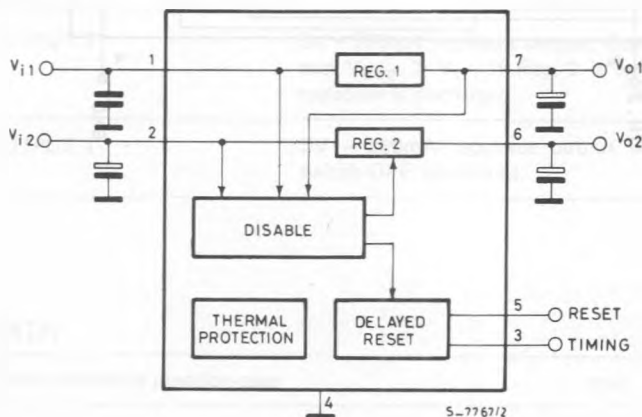 Vi1
1
REG. 1
7
Vo1
Vi2
2
REG. 2
6
Vo2
DISABLE
THERMAL
PROTECTION
DELAYED
RESET
5
RESET
3
TIMING
4
S-7767/2